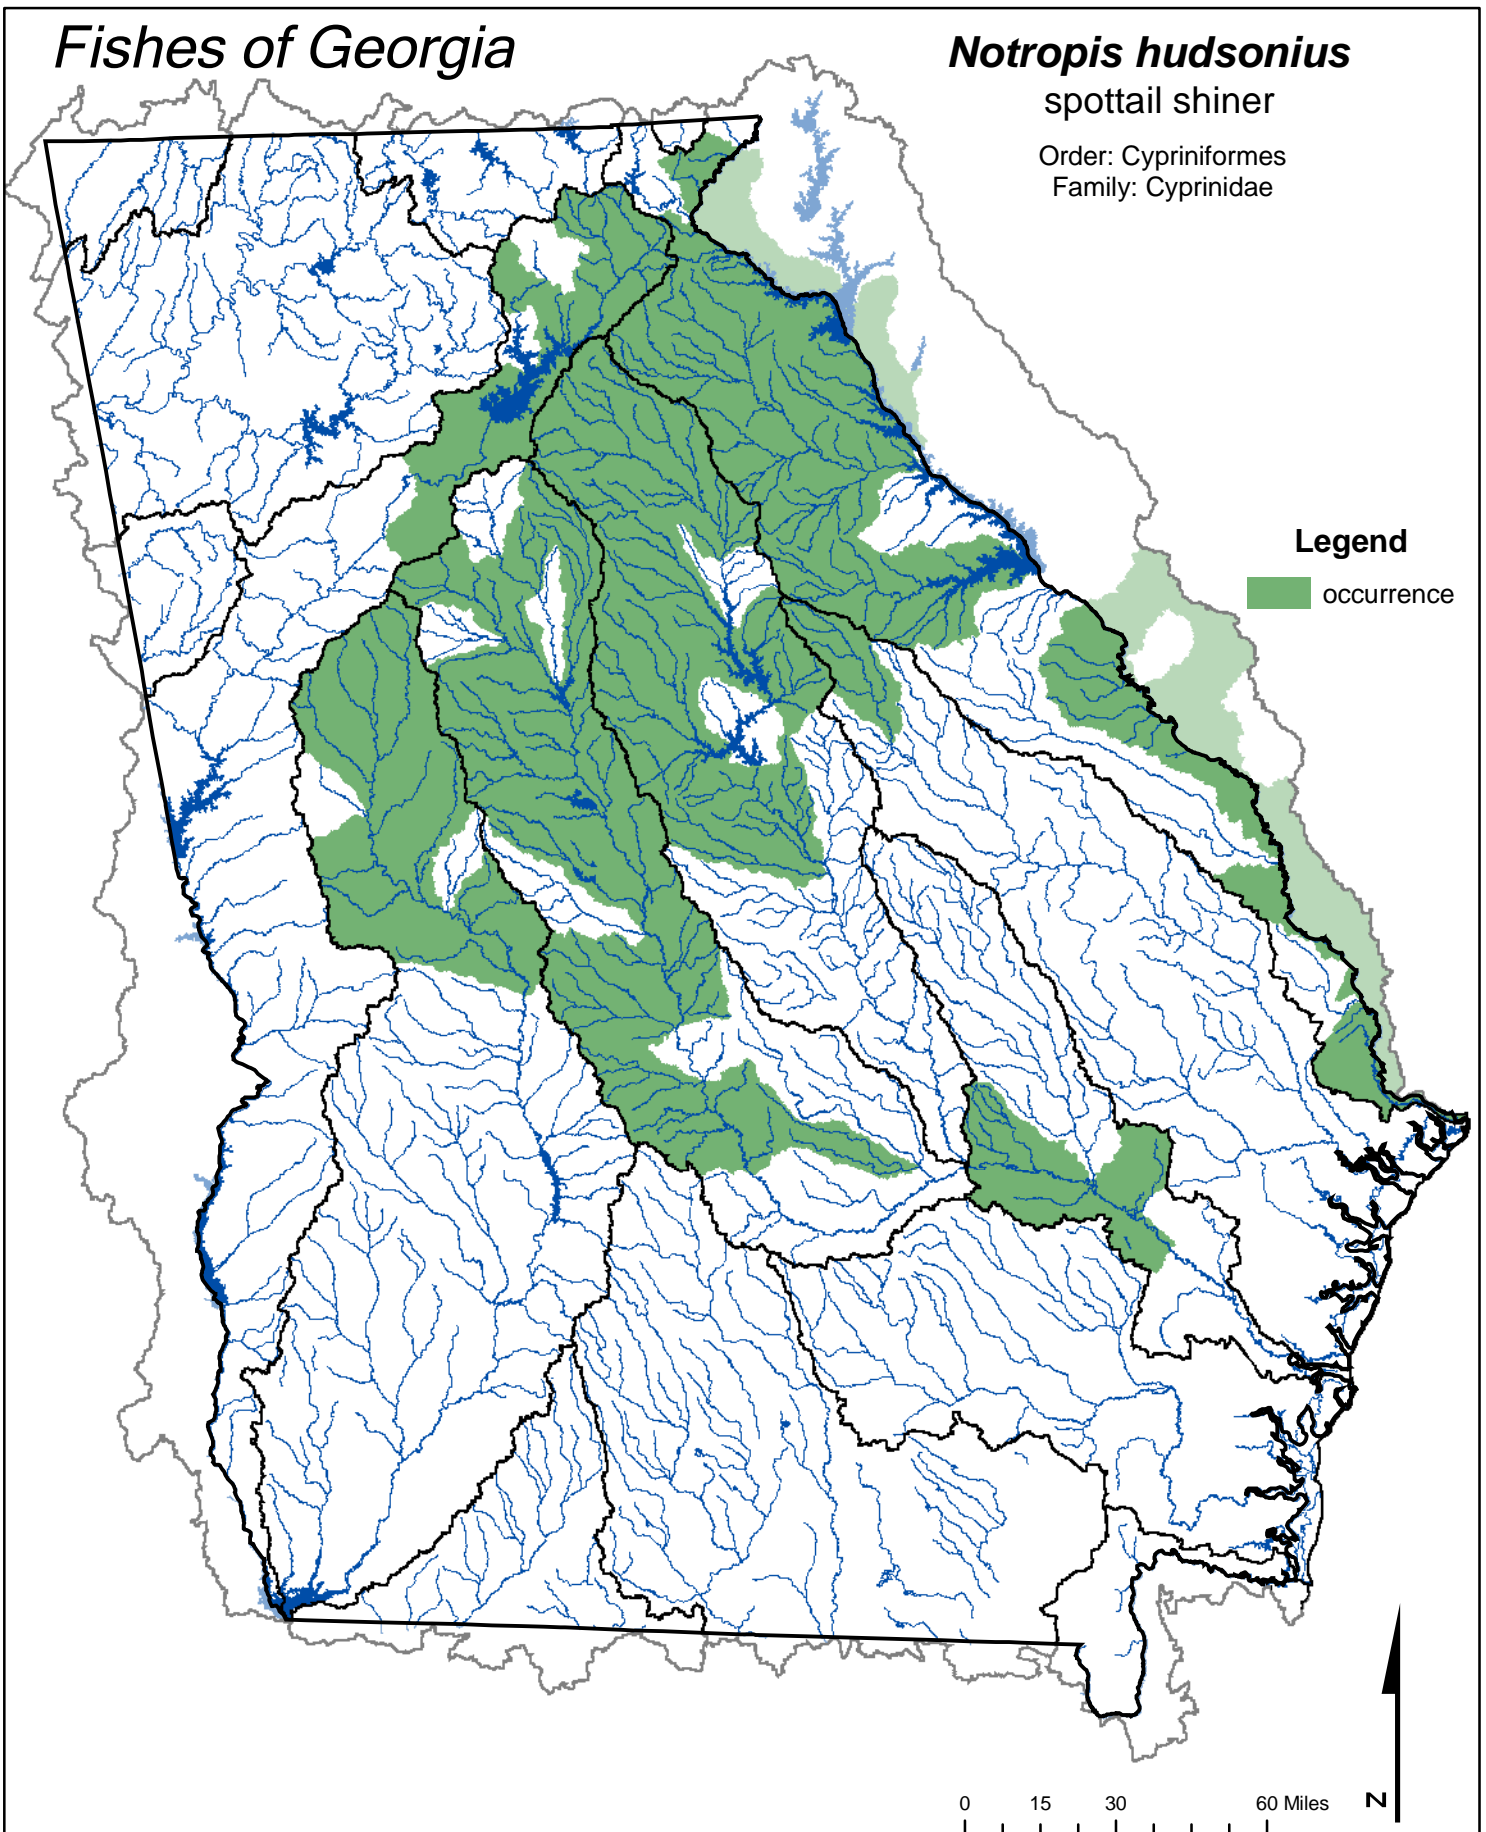 Fishes of Georgia
Notropis hudsonius
spottail shiner
Order: Cypriniformes
Family: Cyprinidae
Legend
occurrence
0 15 30 60 Miles
N